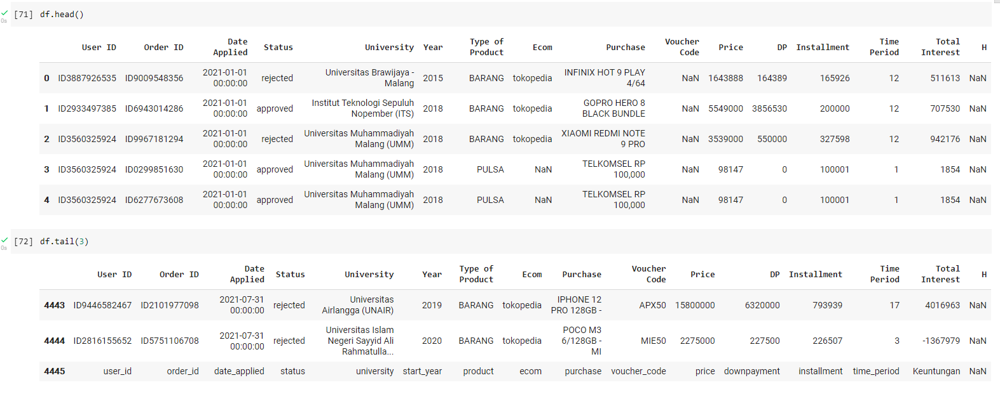 [71] df.head()
0s
User ID Order ID Date Applied Status University Year Type of Product Ecom Purchase Voucher Code Price DP Installment Time Period Total Interest H
0 ID3887926535 ID9009548356 2021-01-01 00:00:00 rejected Universitas Brawijaya - Malang 2015 BARANG tokopedia INFINIX HOT 9 PLAY 4/64 NaN 1643888 164389 165926 12 511613 NaN
1 ID2933497385 ID6943014286 2021-01-01 00:00:00 approved Institut Teknologi Sepuluh Nopember (ITS) 2018 BARANG tokopedia GOPRO HERO 8 BLACK BUNDLE NaN 5549000 3856530 200000 12 707530 NaN
2 ID3560325924 ID9967181294 2021-01-01 00:00:00 rejected Universitas Muhammadiyah Malang (UMM) 2018 BARANG tokopedia XIAOMI REDMI NOTE 9 PRO NaN 3539000 550000 327598 12 942176 NaN
3 ID3560325924 ID0299851630 2021-01-01 00:00:00 approved Universitas Muhammadiyah Malang (UMM) 2018 PULSA NaN TELKOMSEL RP 100,000 NaN 98147 0 100001 1 1854 NaN
4 ID3560325924 ID6277673608 2021-01-01 00:00:00 approved Universitas Muhammadiyah Malang (UMM) 2018 PULSA NaN TELKOMSEL RP 100,000 NaN 98147 0 100001 1 1854 NaN
[72] df.tail(3)
0s
User ID Order ID Date Applied Status University Year Type of Product Ecom Purchase Voucher Code Price DP Installment Time Period Total Interest H
4443 ID9446582467 ID2101977098 2021-07-31 00:00:00 rejected Universitas Airlangga (UNAIR) 2019 BARANG tokopedia IPHONE 12 PRO 128GB - APX50 15800000 6320000 793939 17 4016963 NaN
4444 ID2816155652 ID5751106708 2021-07-31 00:00:00 rejected Universitas Islam Negeri Sayyid Ali Rahmatulla... 2020 BARANG tokopedia POCO M3 6/128GB - MI MIE50 2275000 227500 226507 3 -1367979 NaN
4445 user_id order_id date_applied status university start_year product ecom purchase voucher_code price downpayment installment time_period Keuntungan NaN